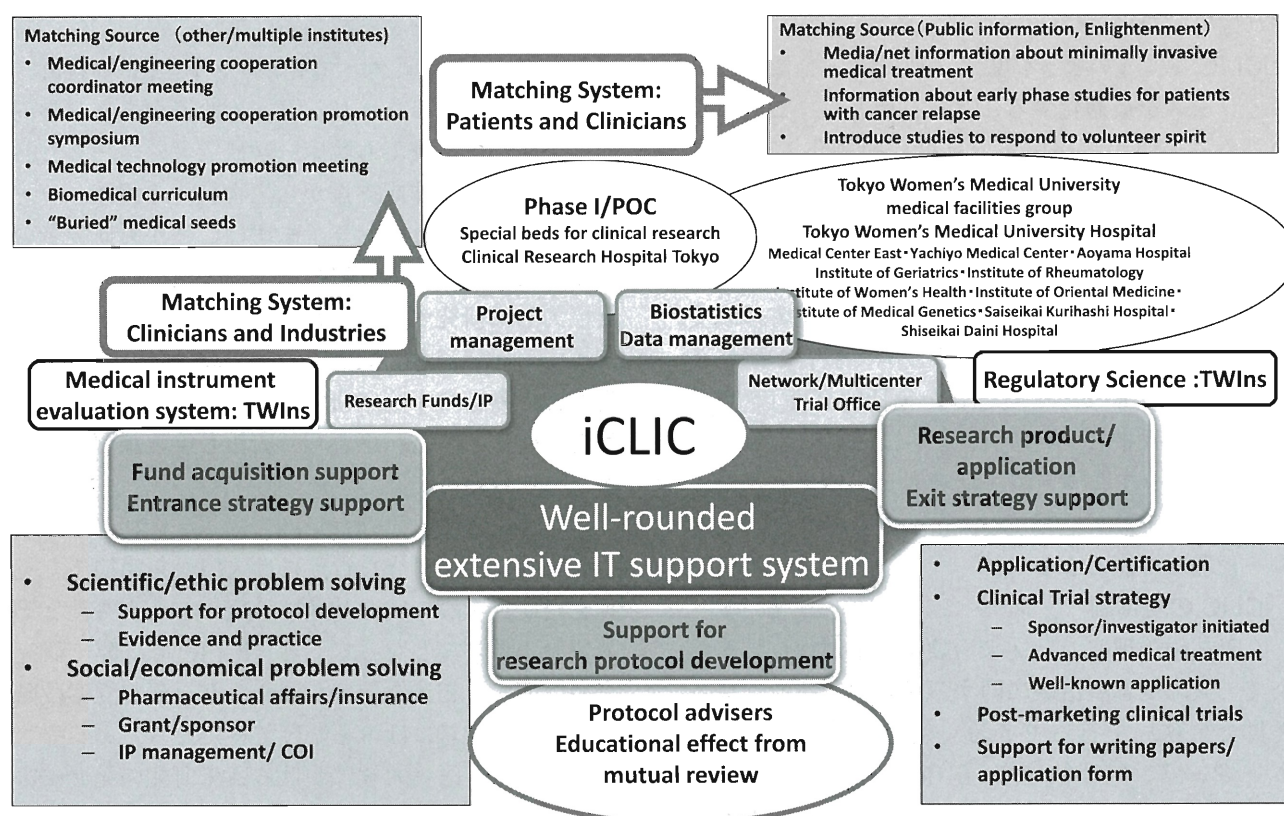 Matching Source （other/multiple institutes)
• Medical/engineering cooperation
coordinator meeting
• Medical/engineering cooperation promotion
symposium
• Medical technology promotion meeting
• Biomedical curriculum
• “Buried” medical seeds
Matching System:
Patients and Clinicians
Matching Source（Public information, Enlightenment）
• Media/net information about minimally invasive
medical treatment
• Information about early phase studies for patients
with cancer relapse
• Introduce studies to respond to volunteer spirit
Phase I/POC
Special beds for clinical research
Clinical Research Hospital Tokyo
Tokyo Women’s Medical University
medical facilities group
Tokyo Women’s Medical University Hospital
Medical Center East・Yachiyo Medical Center・Aoyama Hospital
Institute of Geriatrics・Institute of Rheumatology
nstitute of Women’s Health・Institute of Oriental Medicine・
stitute of Medical Genetics・Saiseikai Kurihashi Hospital・
Shiseikai Daini Hospital
Matching System:
Clinicians and Industries
Project
management
Biostatistics
Data management
Medical instrument
evaluation system: TWIns
Research Funds/IP
Network/Multicenter
Trial Office
Regulatory Science :TWIns
iCLIC
Fund acquisition support
Entrance strategy support
Research product/
application
Exit strategy support
Well-rounded
extensive IT support system
• Scientific/ethic problem solving
– Support for protocol development
– Evidence and practice
• Social/economical problem solving
– Pharmaceutical affairs/insurance
– Grant/sponsor
– IP management/ COI
Support for
research protocol development
Protocol advisers
Educational effect from
mutual review
• Application/Certification
• Clinical Trial strategy
– Sponsor/investigator initiated
– Advanced medical treatment
– Well-known application
• Post-marketing clinical trials
• Support for writing papers/
application form